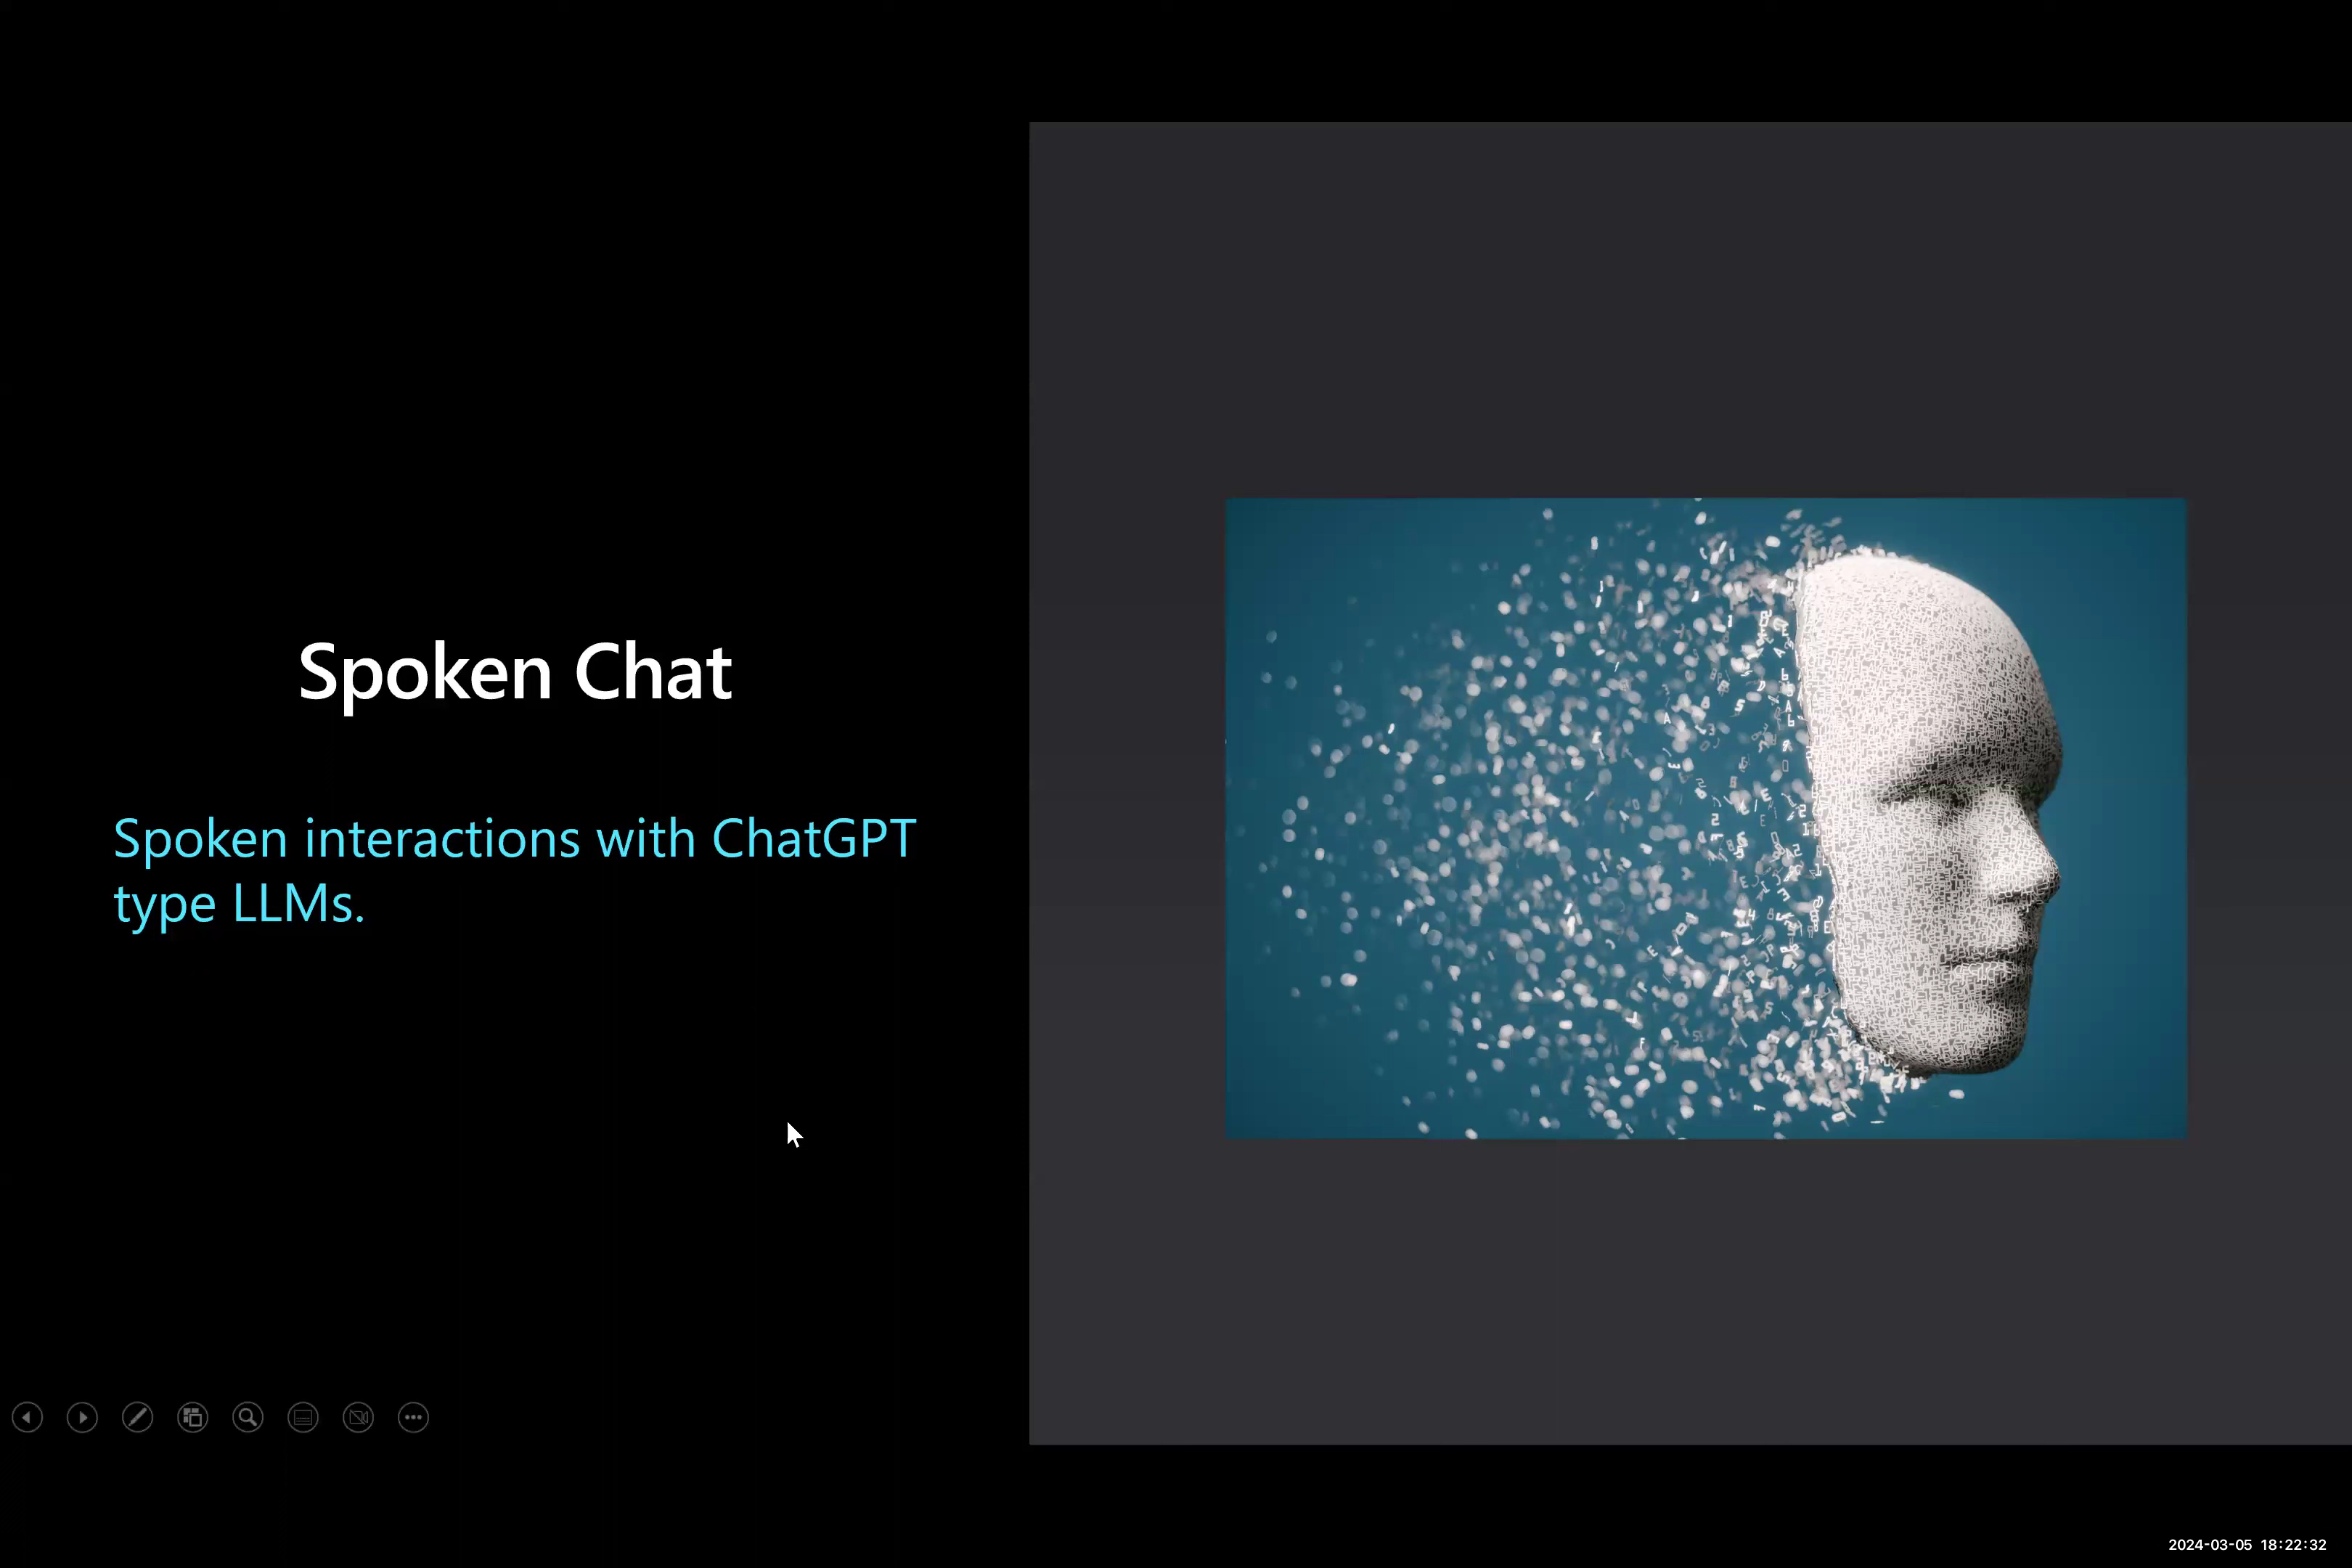 Spoken Chat
Spoken interactions with ChatGPT
type LLMs.
2024-03-05 18:22:32